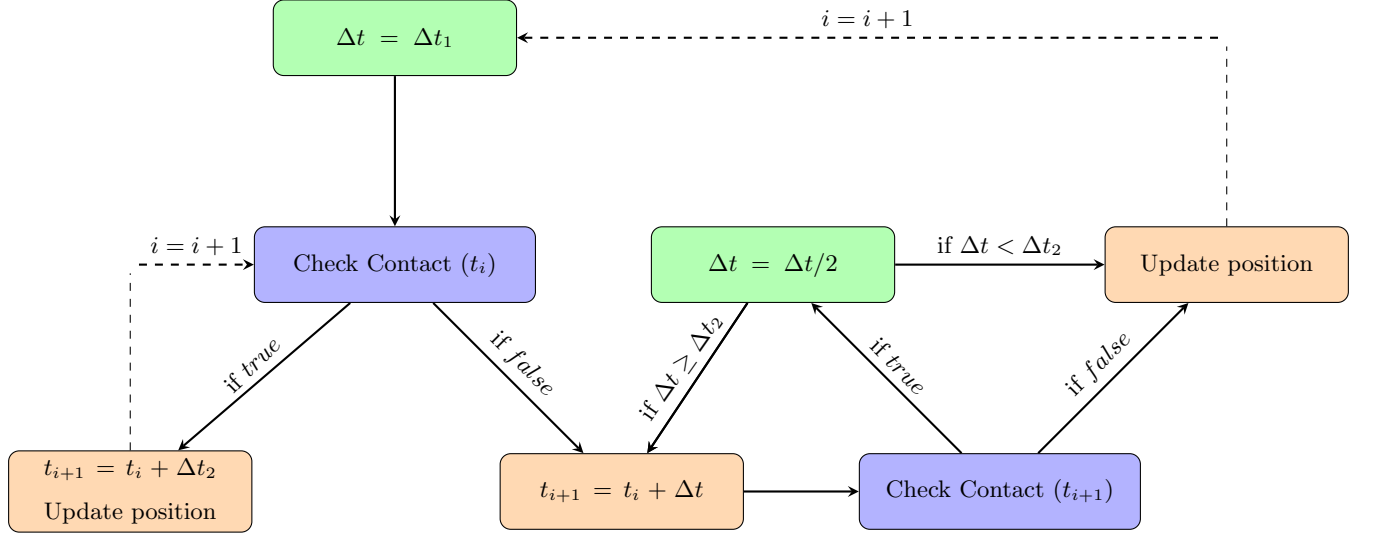 Δt = Δt₁
i = i + 1
i = i + 1
Check Contact (tᵢ)
Δt = Δt/2
if Δt < Δt₂
Update position
if true
if false
if Δt ≥ Δt₂
if true
if false
tᵢ₊₁ = tᵢ + Δt₂
Update position
tᵢ₊₁ = tᵢ + Δt
Check Contact (tᵢ₊₁)